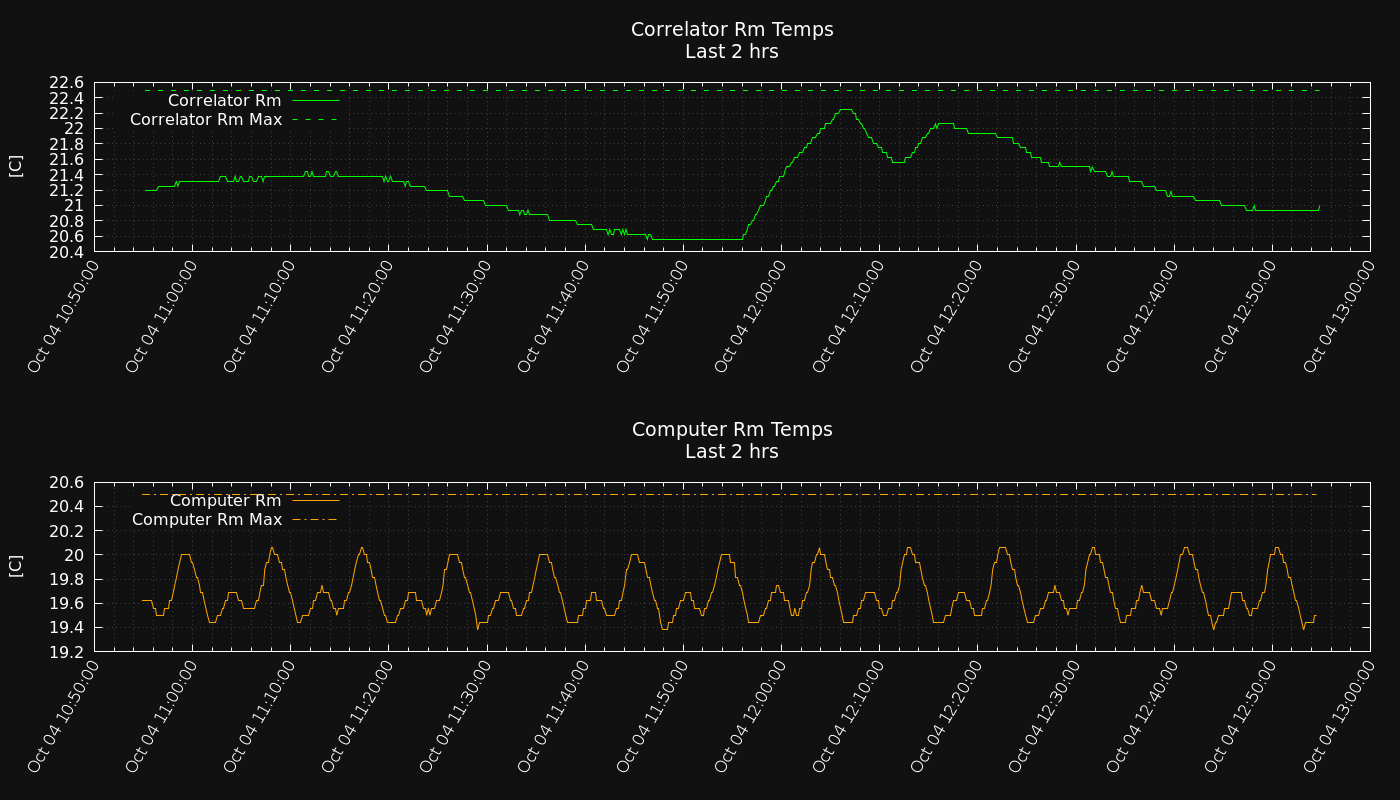 Correlator Rm Temps
Last 2 hrs
22.6
22.4
22.2
22
21.8
21.6
21.4
21.2
21
20.8
20.6
20.4
[C]
Correlator Rm
Correlator Rm Max
Oct 04 10:50:00
Oct 04 11:00:00
Oct 04 11:10:00
Oct 04 11:20:00
Oct 04 11:30:00
Oct 04 11:40:00
Oct 04 11:50:00
Oct 04 12:00:00
Oct 04 12:10:00
Oct 04 12:20:00
Oct 04 12:30:00
Oct 04 12:40:00
Oct 04 12:50:00
Oct 04 13:00:00
Computer Rm Temps
Last 2 hrs
20.6
20.4
20.2
20
19.8
19.6
19.4
19.2
[C]
Computer Rm
Computer Rm Max
Oct 04 10:50:00
Oct 04 11:00:00
Oct 04 11:10:00
Oct 04 11:20:00
Oct 04 11:30:00
Oct 04 11:40:00
Oct 04 11:50:00
Oct 04 12:00:00
Oct 04 12:10:00
Oct 04 12:20:00
Oct 04 12:30:00
Oct 04 12:40:00
Oct 04 12:50:00
Oct 04 13:00:00